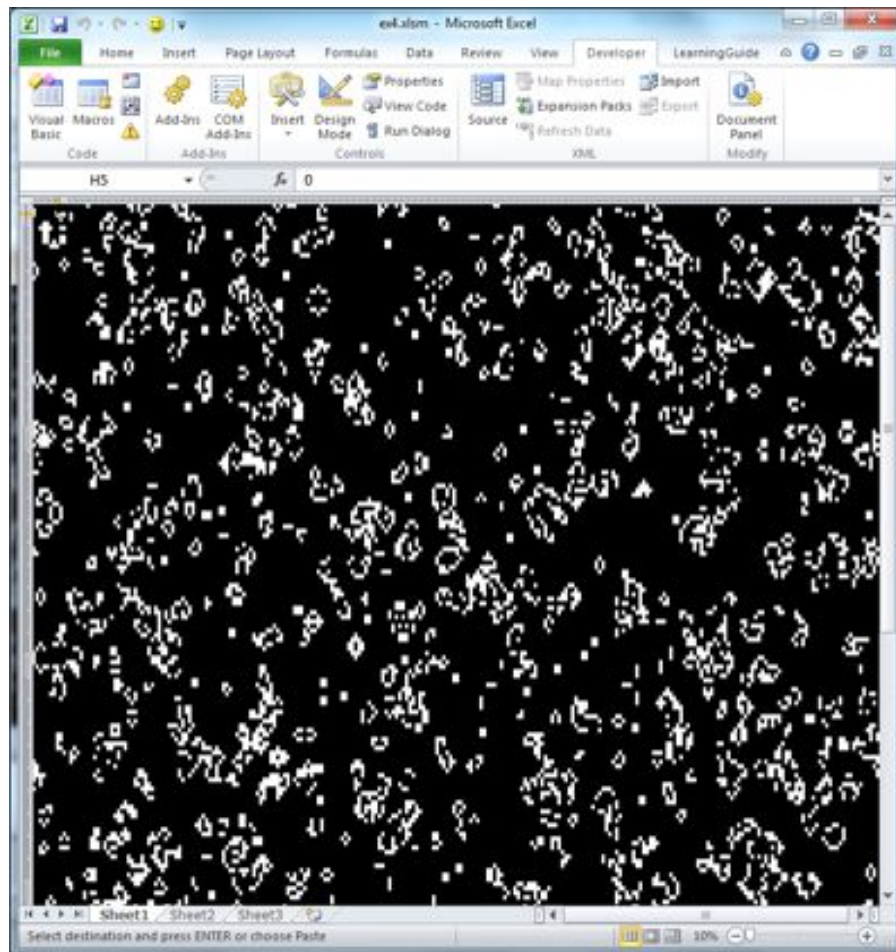 ex4.xlsm - Microsoft Excel
File Home Insert Page Layout Formulas Data Review View Developer LearningGuide
Visual Basic
Macros
Add-Ins
COM Add-Ins
Insert
Design Mode
Properties
View Code
Run Dialog
Source
Map Properties
Expansion Packs
Refresh Data
Import
Export
Document Panel
Code Add-Ins Controls XML Modify
H5 fx 0
Sheet1 Sheet2 Sheet3
Select destination and press ENTER or choose Paste 10%